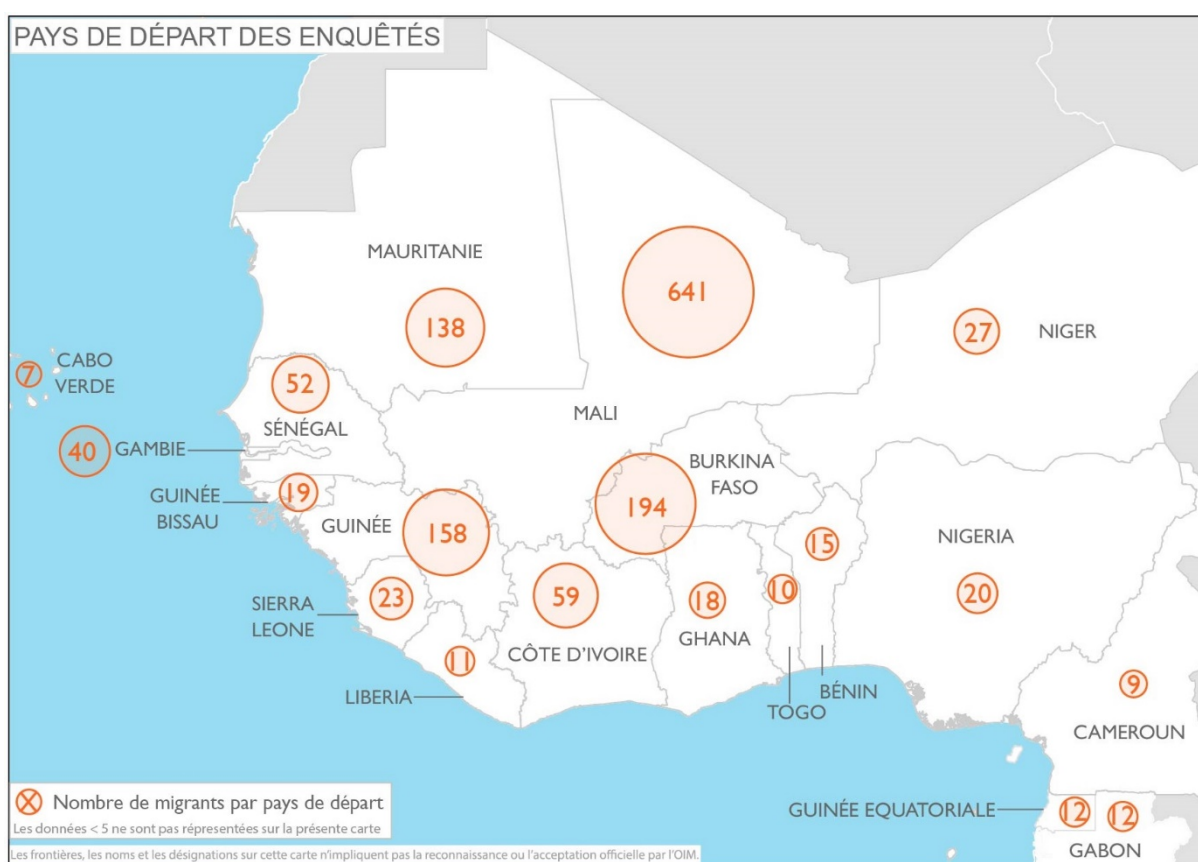 PAYS DE DÉPART DES ENQUÊTÉS
MAURITANIE
641
138
27
NIGER
CABO
VERDE
7
52
MALI
SÉNÉGAL
40
GAMBIE
BURKINA
FASO
19
GUINÉE
BISSAU
194
GUINÉE
158
15
NIGERIA
23
59
18
10
20
SIERRA
LEONE
GHANA
11
CÔTE D'IVOIRE
LIBERIA
BÉNIN
TOGO
9
CAMEROUN
Nombre de migrants par pays de départ
Les données < 5 ne sont pas répresentées sur la présente carte
GUINÉE EQUATORIALE
12
12
GABON
Les frontières, les noms et les désignations sur cette carte n'impliquent pas la reconnaissance ou l'acceptation officielle par l'OIM.